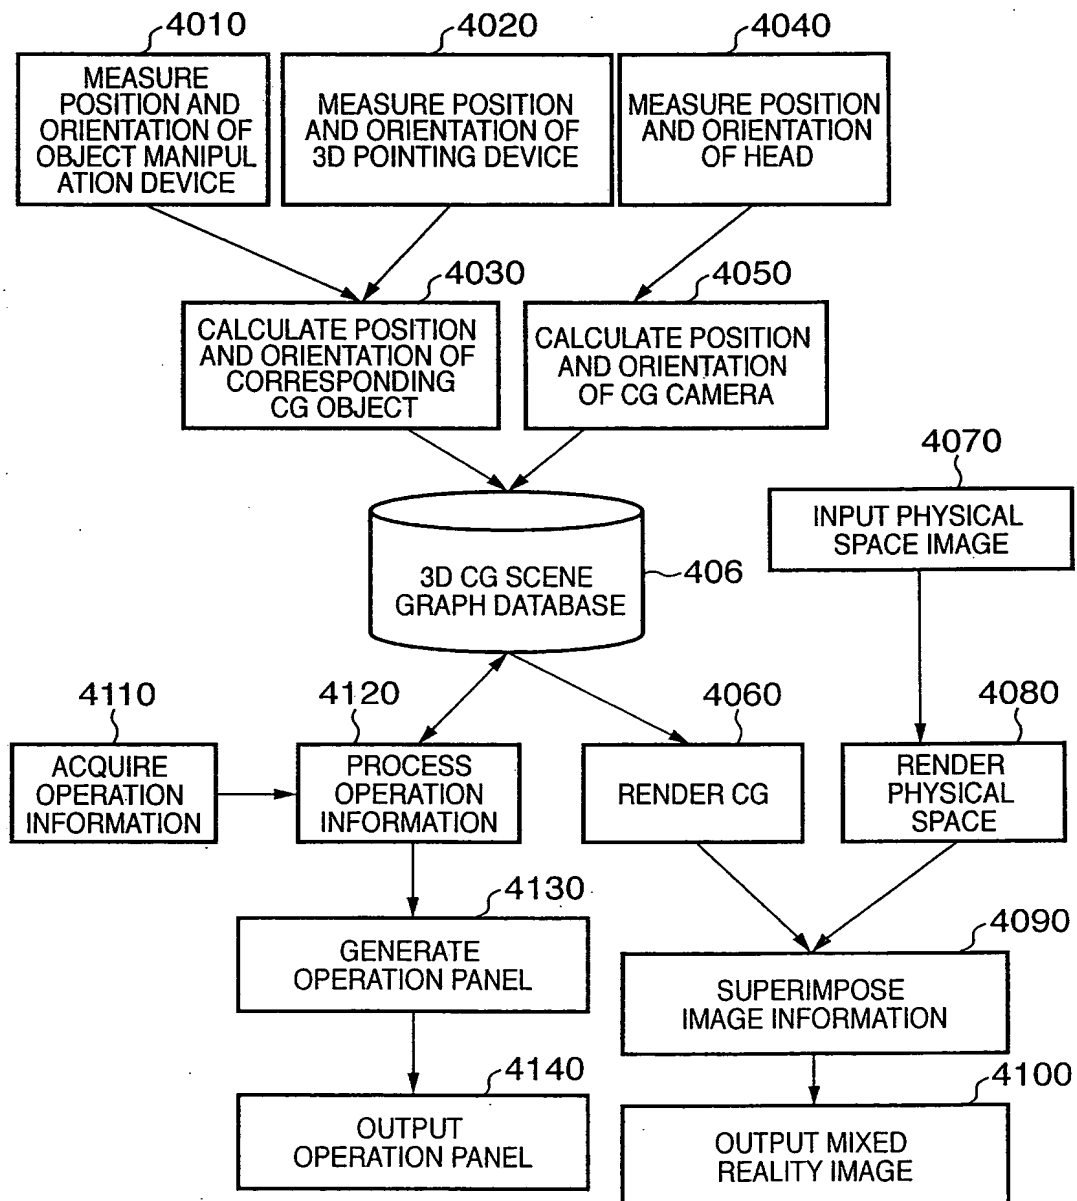 4010
MEASURE
POSITION AND
ORIENTATION OF
OBJECT MANIPUL
ATION DEVICE
4020
MEASURE POSITION
AND ORIENTATION OF
3D POINTING DEVICE
4040
MEASURE POSITION
AND ORIENTATION
OF HEAD
4030
CALCULATE POSITION
AND ORIENTATION OF
CORRESPONDING
CG OBJECT
4050
CALCULATE POSITION
AND ORIENTATION
OF CG CAMERA
4070
INPUT PHYSICAL
SPACE IMAGE
3D CG SCENE
GRAPH DATABASE
406
4110
ACQUIRE
OPERATION
INFORMATION
4120
PROCESS
OPERATION
INFORMATION
4060
RENDER CG
4080
RENDER
PHYSICAL
SPACE
4130
GENERATE
OPERATION PANEL
4090
SUPERIMPOSE
IMAGE INFORMATION
4140
OUTPUT
OPERATION PANEL
4100
OUTPUT MIXED
REALITY IMAGE